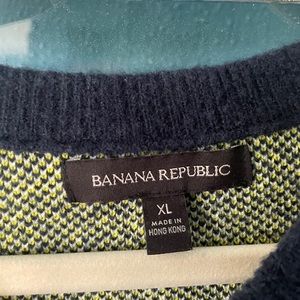 BANANA REPUBLIC
XL
MADE IN
HONG KONG